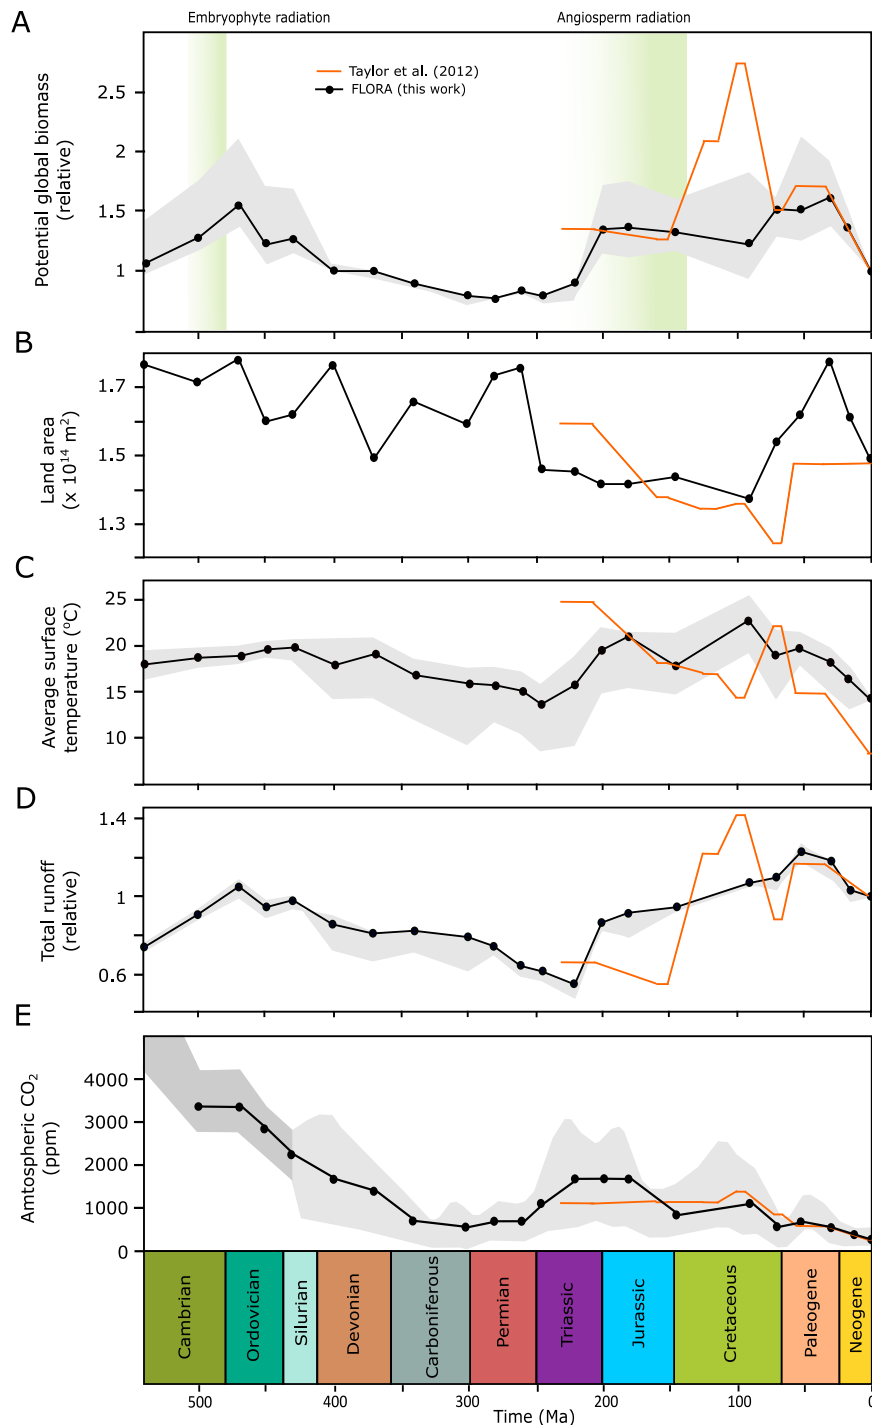 Embryophyte radiation
Angiosperm radiation
A
Taylor et al. (2012)
FLORA (this work)
Potential global biomass
(relative)
2.5
2
1.5
1
B
Land area
(x 10¹⁴ m²)
1.7
1.5
1.3
C
Average surface
temperature (°C)
25
20
15
10
D
Total runoff
(relative)
1.4
1
0.6
E
Amtospheric CO₂
(ppm)
4000
3000
2000
1000
0
Cambrian
Ordovician
Silurian
Devonian
Carboniferous
Permian
Triassic
Jurassic
Cretaceous
Paleogene
Neogene
500
400
300
200
100
0
Time (Ma)